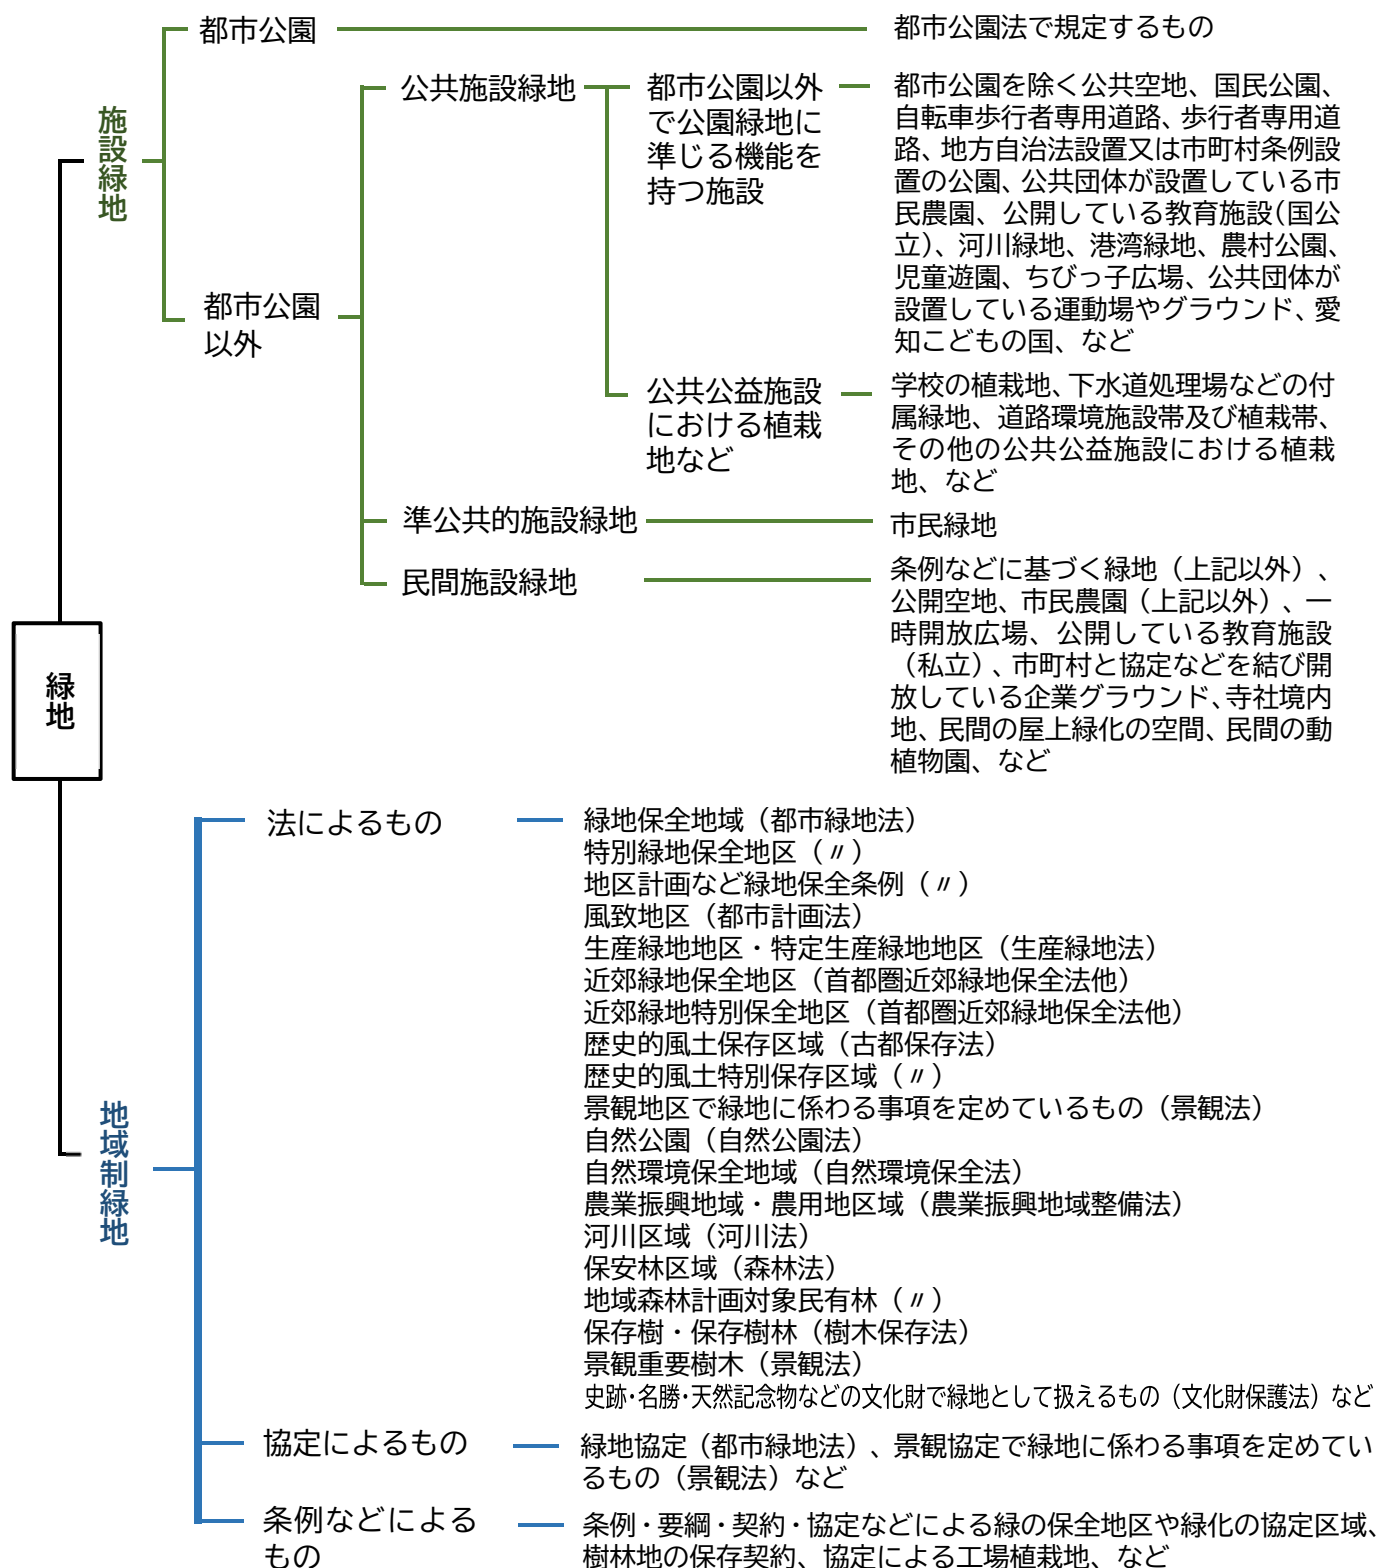 都市公園
都市公園法で規定するもの
公共施設緑地
都市公園以外
で公園緑地に
準じる機能を
持つ施設
都市公園を除く公共空地、国民公園、
自転車歩行者専用道路、歩行者専用道
路、地方自治法設置又は市町村条例設
置の公園、公共団体が設置している市
民農園、公開している教育施設(国公
立)、河川緑地、港湾緑地、農村公園、
児童遊園、ちびっ子広場、公共団体が
設置している運動場やグラウンド、愛
知こどもの国、など
施設緑地
都市公園
以外
公共公益施設
における植栽
地など
学校の植栽地、下水道処理場などの付
属緑地、道路環境施設帯及び植栽帯、
その他の公共公益施設における植栽
地、など
準公共的施設緑地
市民緑地
民間施設緑地
条例などに基づく緑地(上記以外)、
公開空地、市民農園(上記以外)、一
時開放広場、公開している教育施設
(私立)、市町村と協定などを結び開
放している企業グラウンド、寺社境内
地、民間の屋上緑化の空間、民間の動
植物園、など
緑地
法によるもの
緑地保全地域(都市緑地法)
特別緑地保全地区(〃)
地区計画など緑地保全条例(〃)
風致地区(都市計画法)
生産緑地地区・特定生産緑地地区(生産緑地法)
近郊緑地保全地区(首都圏近郊緑地保全法他)
近郊緑地特別保全地区(首都圏近郊緑地保全法他)
歴史的風土保存区域(古都保存法)
歴史的風土特別保存区域(〃)
景観地区で緑地に係わる事項を定めているもの(景観法)
自然公園(自然公園法)
自然環境保全地域(自然環境保全法)
農業振興地域・農用地区域(農業振興地域整備法)
河川区域(河川法)
保安林区域(森林法)
地域森林計画対象民有林(〃)
保存樹・保存樹林(樹木保存法)
景観重要樹木(景観法)
史跡・名勝・天然記念物などの文化財で緑地として扱えるもの(文化財保護法)など
地域制緑地
協定によるもの
緑地協定(都市緑地法)、景観協定で緑地に係わる事項を定めてい
るもの(景観法)など
条例などによる
もの
条例・要綱・契約・協定などによる緑の保全地区や緑化の協定区域、
樹林地の保存契約、協定による工場植栽地、など